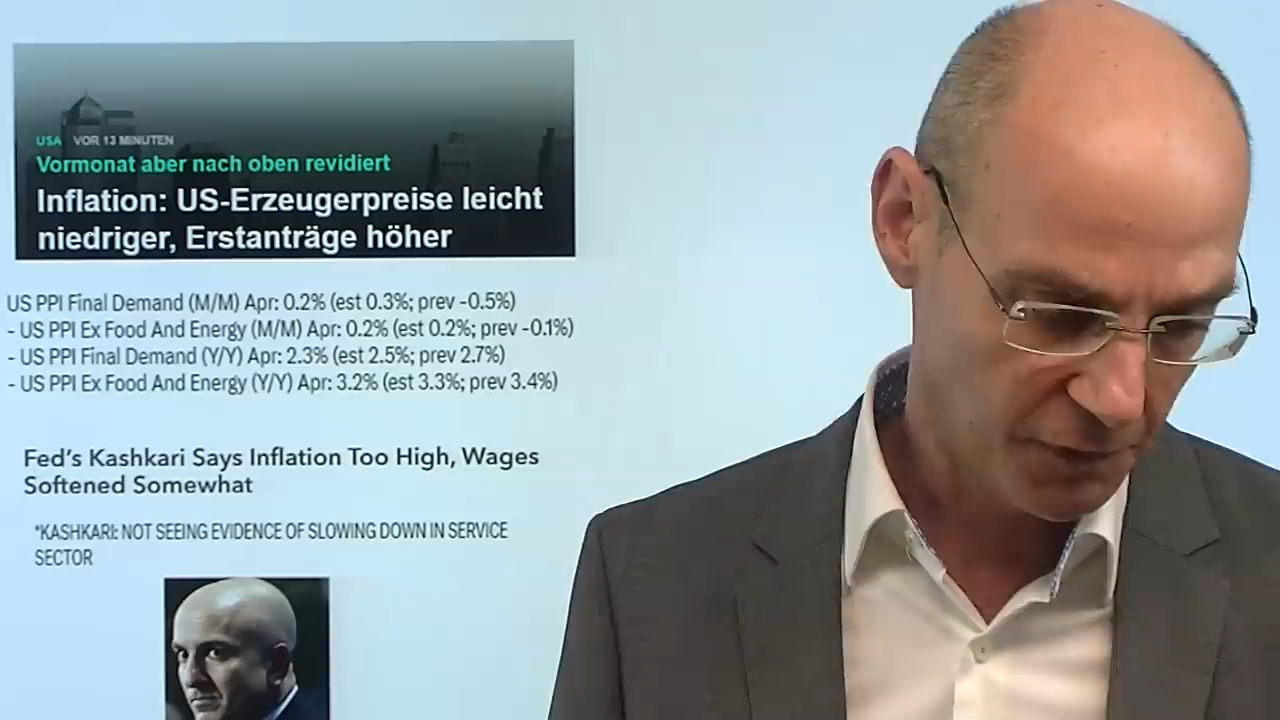 USA VOR 13 MINUTEN
Vormonat aber nach oben revidiert
Inflation: US-Erzeugerpreise leicht
niedriger, Erstanträge höher
US PPI Final Demand (M/M) Apr: 0.2% (est 0.3%; prev -0.5%)
- US PPI Ex Food And Energy (M/M) Apr: 0.2% (est 0.2%; prev -0.1%)
- US PPI Final Demand (Y/Y) Apr: 2.3% (est 2.5%; prev 2.7%)
- US PPI Ex Food And Energy (Y/Y) Apr: 3.2% (est 3.3%; prev 3.4%)
Fed's Kashkari Says Inflation Too High, Wages
Softened Somewhat
*KASHKARI: NOT SEEING EVIDENCE OF SLOWING DOWN IN SERVICE
SECTOR